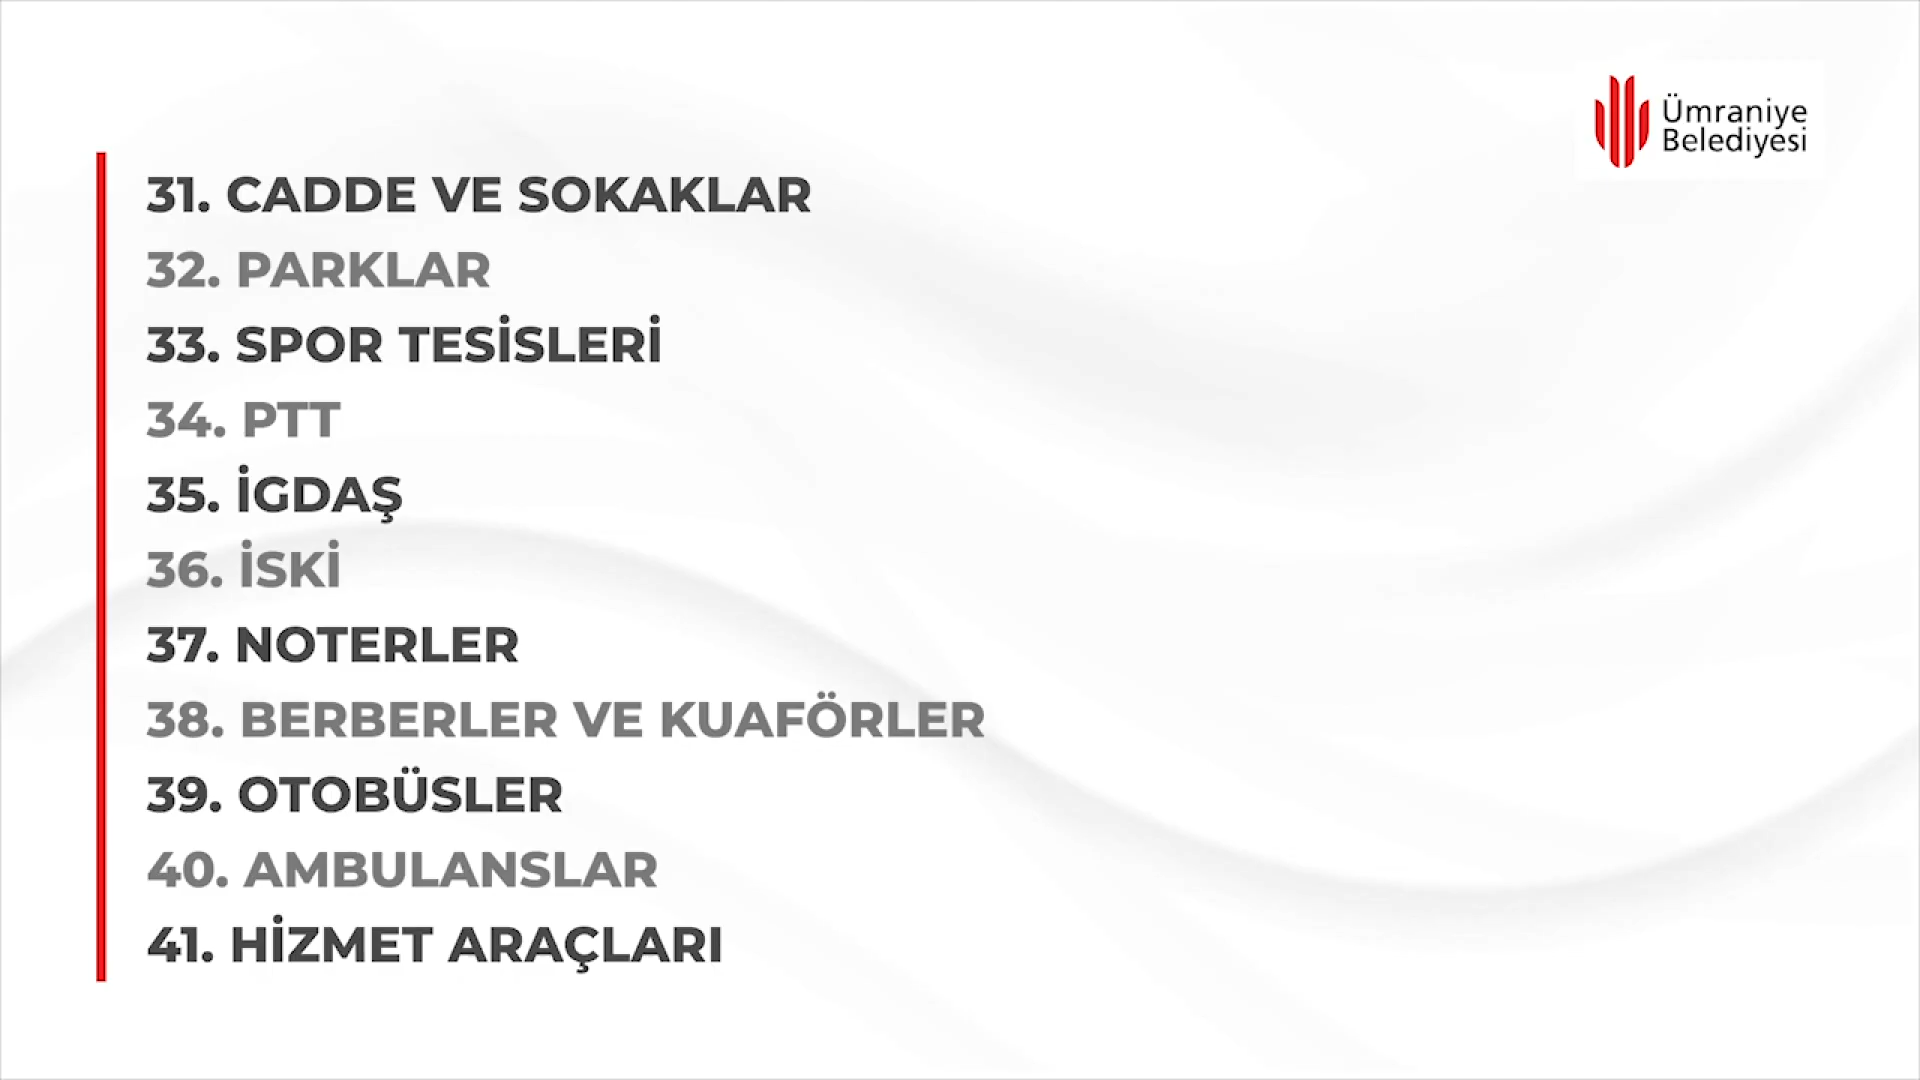 Ümraniye
Belediyesi
31. CADDE VE SOKAKLAR
32. PARKLAR
33. SPOR TESİSLERİ
34. PTT
35. İGDAŞ
36. İSKİ
37. NOTERLER
38. BERBERLER VE KUAFÖRLER
39. OTOBÜSLER
40. AMBULANSLAR
41. HİZMET ARAÇLARI